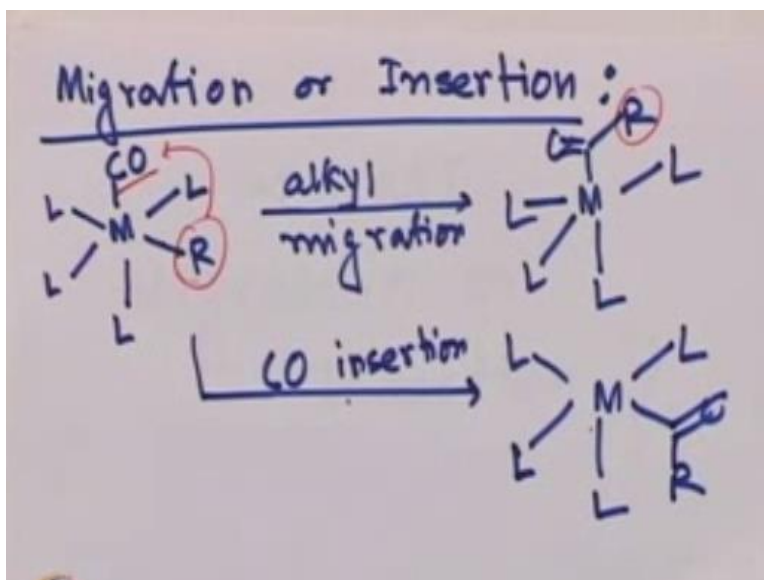 Migration or Insertion :
CO
L L
M
R
L
L
alkyl
migration
O R
L
L M
L
L
CO insertion
L L
M
O
L
L R